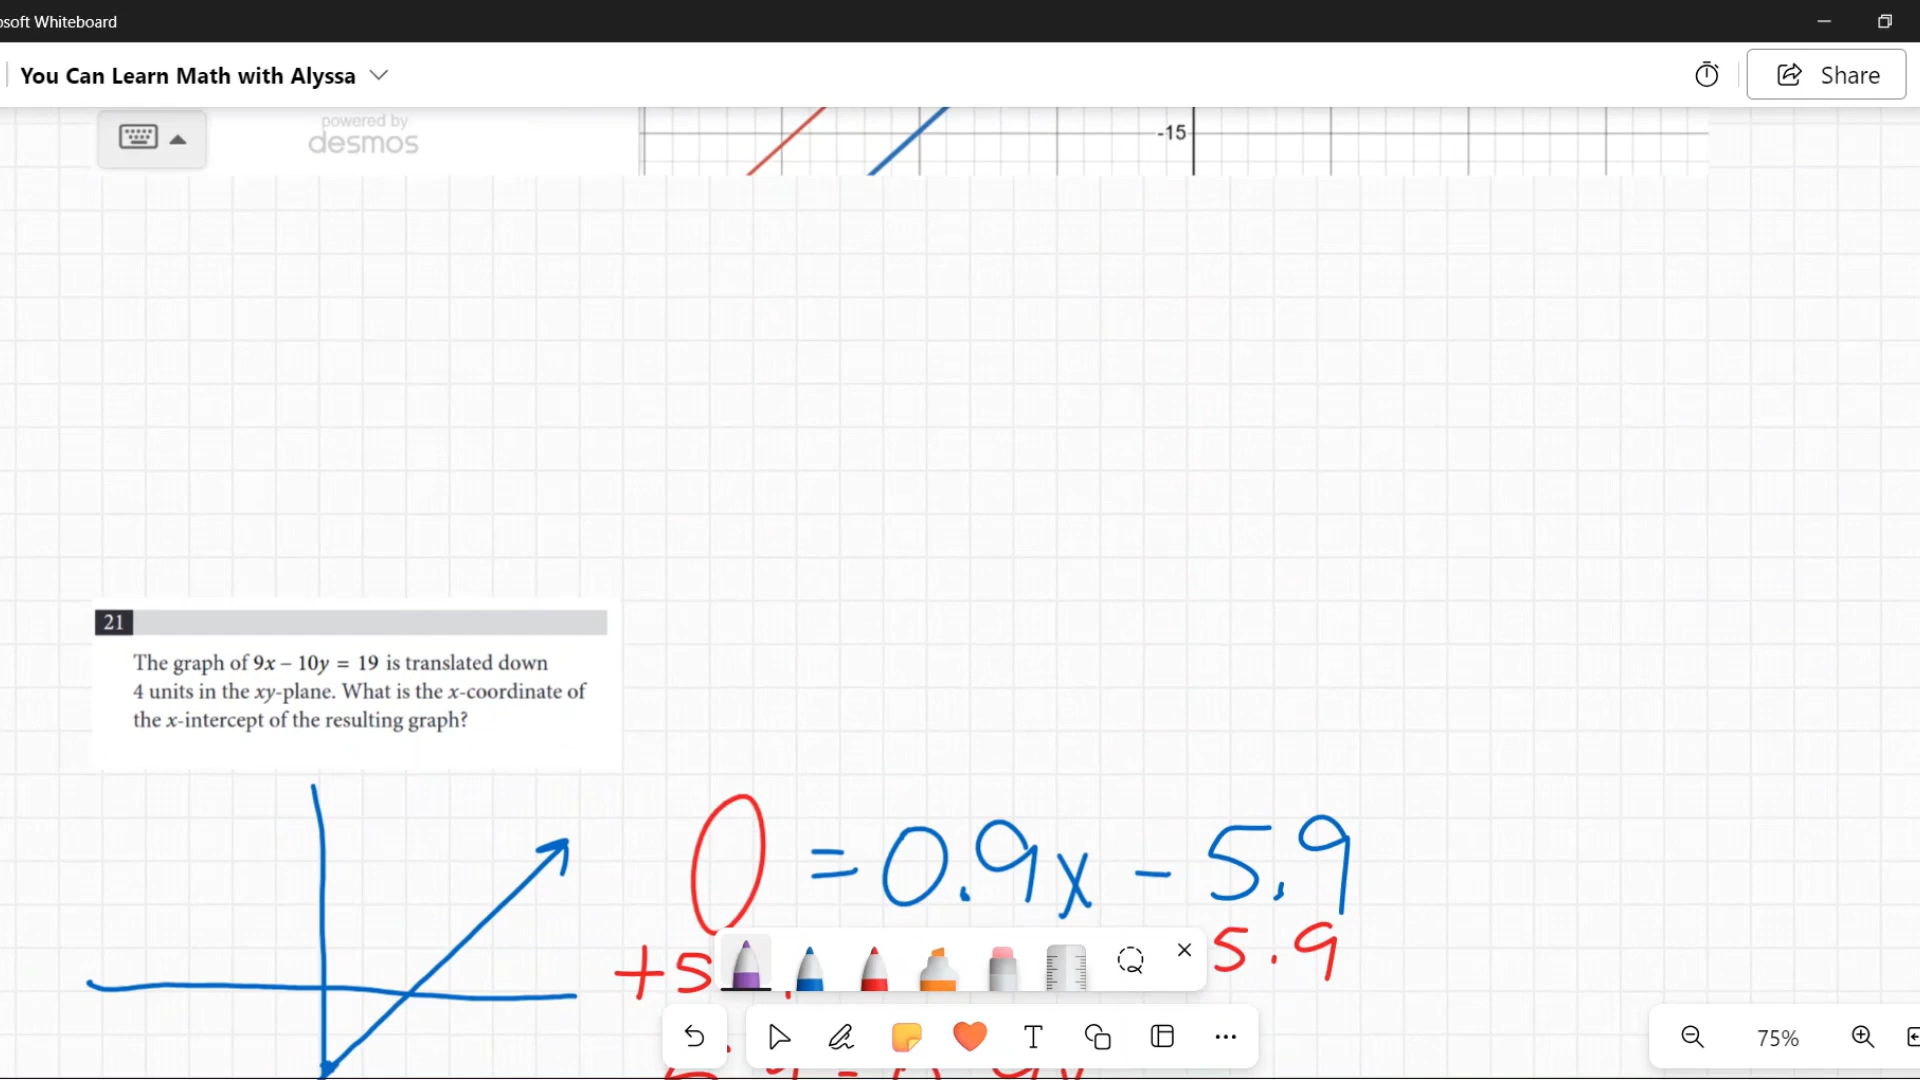 osoft Whiteboard
You Can Learn Math with Alyssa
Share
powered by
desmos
-15
21
The graph of 9x – 10y = 19 is translated down
4 units in the xy-plane. What is the x-coordinate of
the x-intercept of the resulting graph?
0 = 0.9x - 5.9
+5 5.9
T
75%